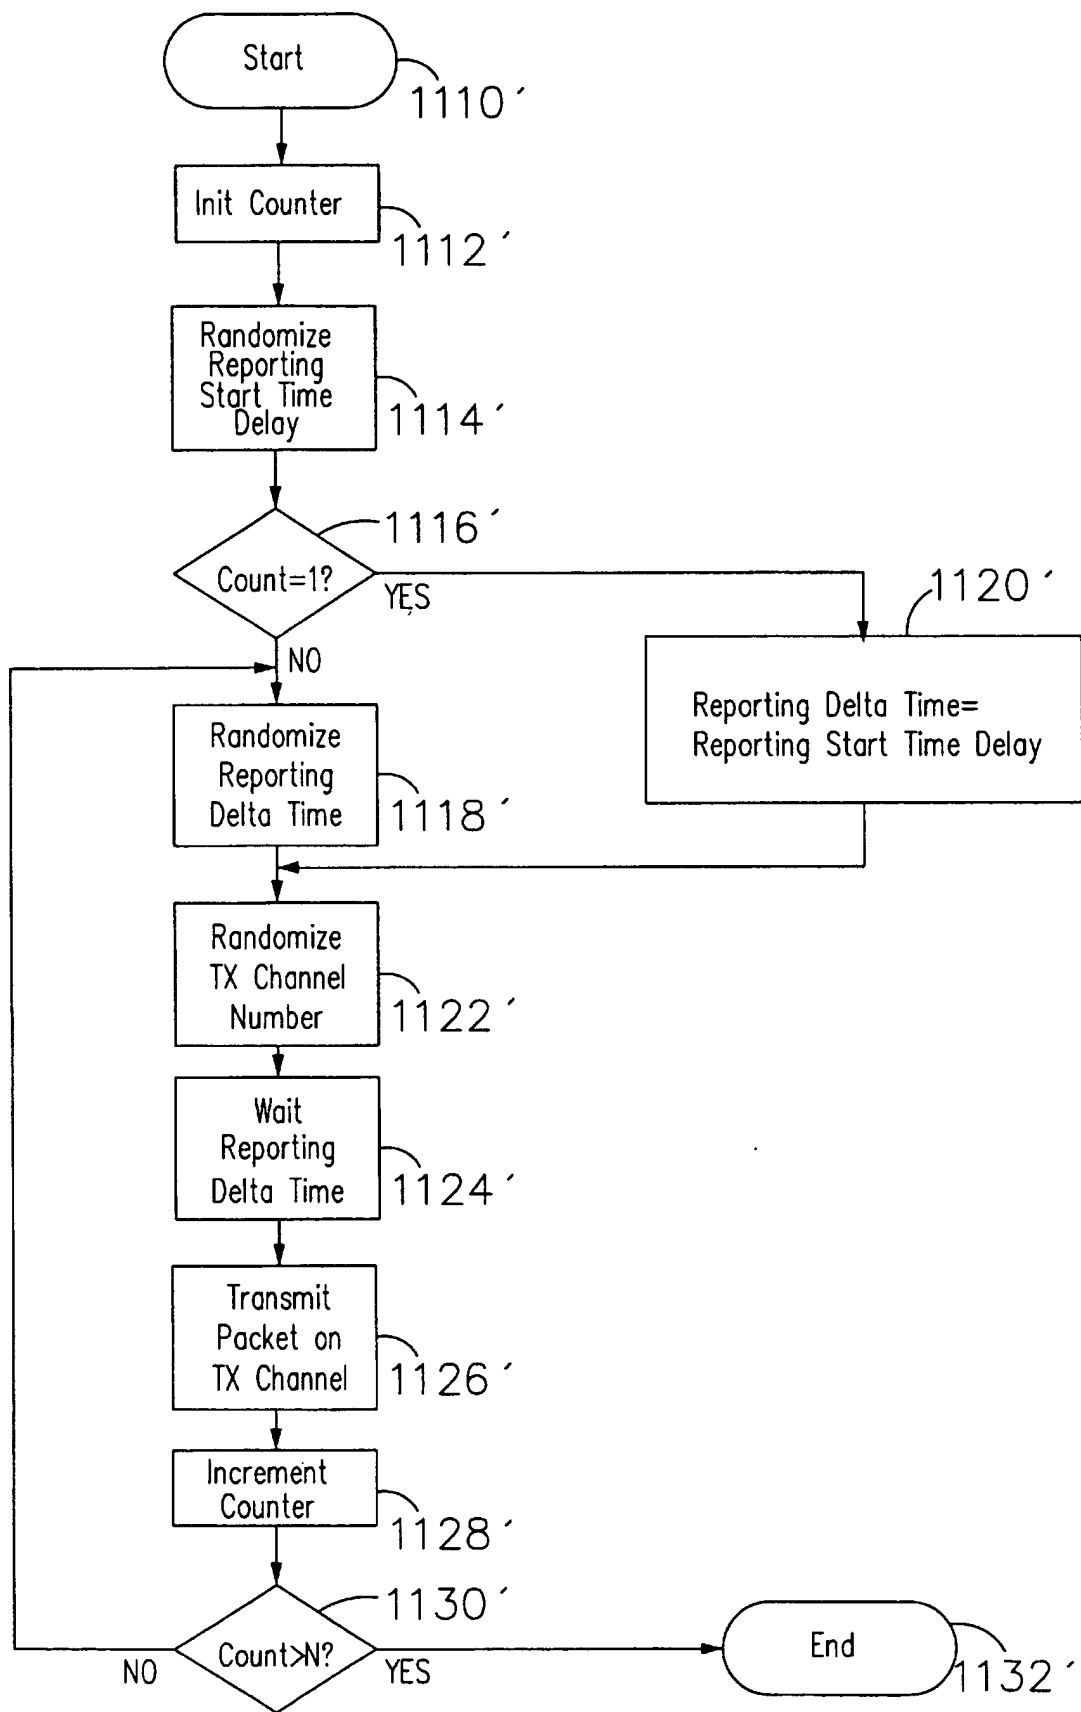 Start
1110´
Init Counter
1112´
Randomize
Reporting
Start Time
Delay
1114´
1116´
Count=1?
YES
1120´
NO
Reporting Delta Time=
Reporting Start Time Delay
Randomize
Reporting
Delta Time
1118´
Randomize
TX Channel
Number
1122´
Wait
Reporting
Delta Time
1124´
Transmit
Packet on
TX Channel
1126´
Increment
Counter
1128´
1130´
Count>N?
NO
YES
End
1132´